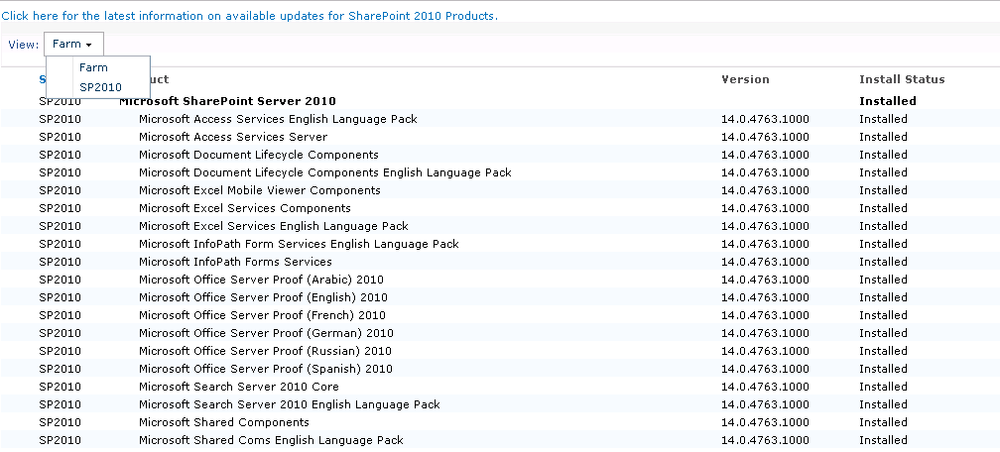 Click here for the latest information on available updates for SharePoint 2010 Products.
View: Farm
Farm
SP2010
S uct Version Install Status
SP2010 Microsoft SharePoint Server 2010 Installed
SP2010 Microsoft Access Services English Language Pack 14.0.4763.1000 Installed
SP2010 Microsoft Access Services Server 14.0.4763.1000 Installed
SP2010 Microsoft Document Lifecycle Components 14.0.4763.1000 Installed
SP2010 Microsoft Document Lifecycle Components English Language Pack 14.0.4763.1000 Installed
SP2010 Microsoft Excel Mobile Viewer Components 14.0.4763.1000 Installed
SP2010 Microsoft Excel Services Components 14.0.4763.1000 Installed
SP2010 Microsoft Excel Services English Language Pack 14.0.4763.1000 Installed
SP2010 Microsoft InfoPath Form Services English Language Pack 14.0.4763.1000 Installed
SP2010 Microsoft InfoPath Forms Services 14.0.4763.1000 Installed
SP2010 Microsoft Office Server Proof (Arabic) 2010 14.0.4763.1000 Installed
SP2010 Microsoft Office Server Proof (English) 2010 14.0.4763.1000 Installed
SP2010 Microsoft Office Server Proof (French) 2010 14.0.4763.1000 Installed
SP2010 Microsoft Office Server Proof (German) 2010 14.0.4763.1000 Installed
SP2010 Microsoft Office Server Proof (Russian) 2010 14.0.4763.1000 Installed
SP2010 Microsoft Office Server Proof (Spanish) 2010 14.0.4763.1000 Installed
SP2010 Microsoft Search Server 2010 Core 14.0.4763.1000 Installed
SP2010 Microsoft Search Server 2010 English Language Pack 14.0.4763.1000 Installed
SP2010 Microsoft Shared Components 14.0.4763.1000 Installed
SP2010 Microsoft Shared Coms English Language Pack 14.0.4763.1000 Installed